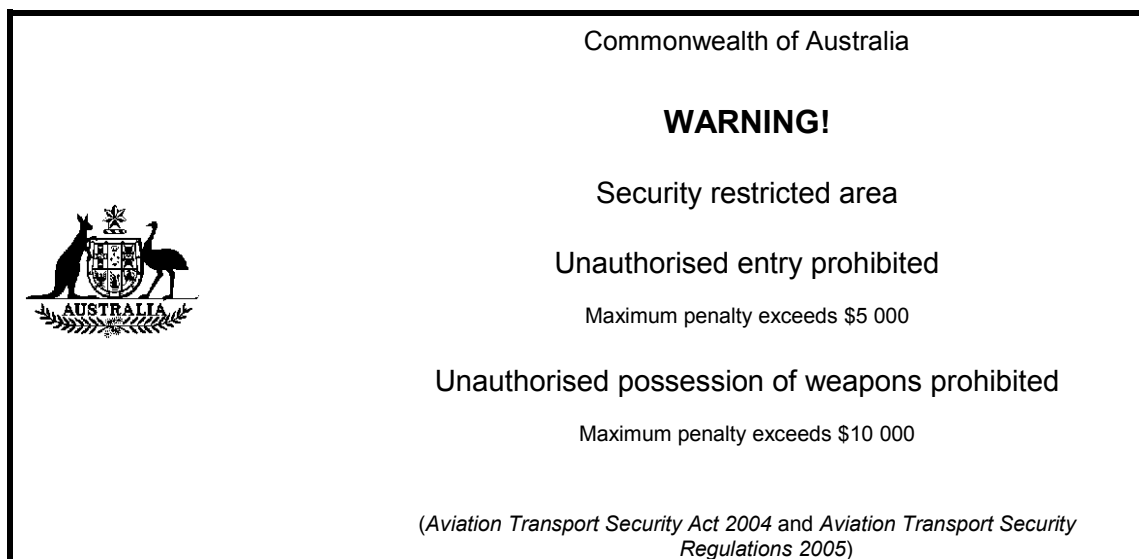 Commonwealth of Australia
WARNING!
Security restricted area
AUSTRALIA
Unauthorised entry prohibited
Maximum penalty exceeds $5 000
Unauthorised possession of weapons prohibited
Maximum penalty exceeds $10 000
(Aviation Transport Security Act 2004 and Aviation Transport Security
Regulations 2005)